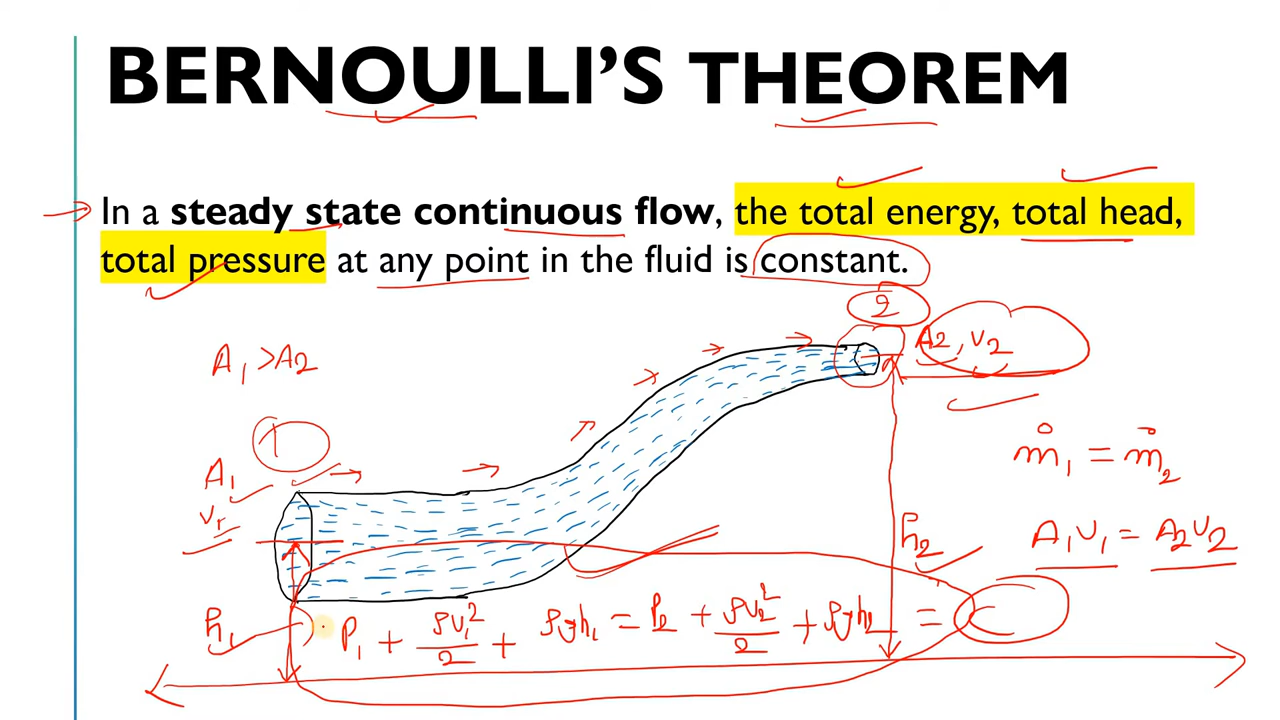 BERNOULLI’S THEOREM
In a steady state continuous flow, the total energy, total head,
total pressure at any point in the fluid is constant.
2
A2, v2
A₁ >A2
1
A₁
ṁ₁ = ṁ₂
h2
A₁v₁ = A2v2
h₁
P₁ + ρv₁²/2 + ρgh₁ = P₂ + ρv₂²/2 + ρgh₂ = C